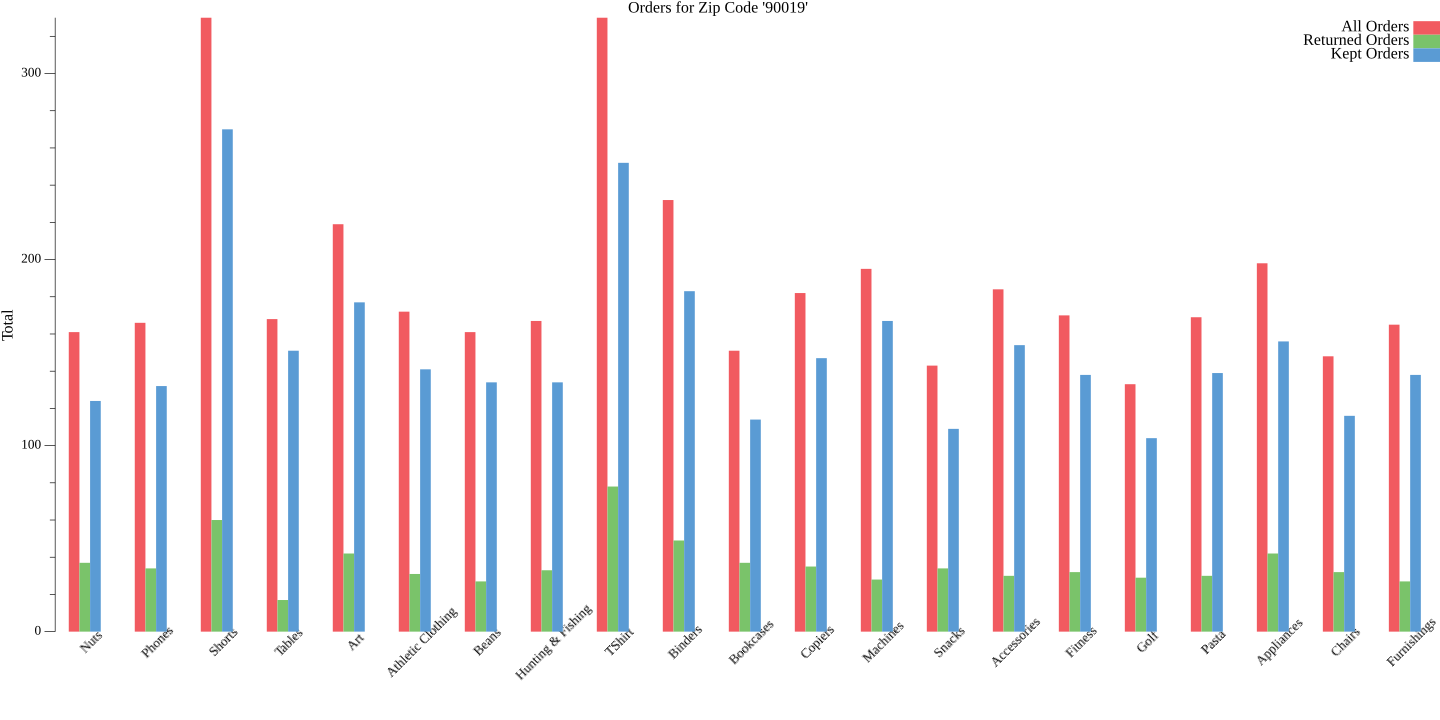 Orders for Zip Code '90019'
All Orders
Returned Orders
Kept Orders
Total
300
200
100
0
Nuts
Phones
Shorts
Tables
Art
Athletic Clothing
Beans
Hunting & Fishing
TShirt
Binders
Bookcases
Copiers
Machines
Snacks
Accessories
Fitness
Golf
Pasta
Appliances
Chairs
Furnishings